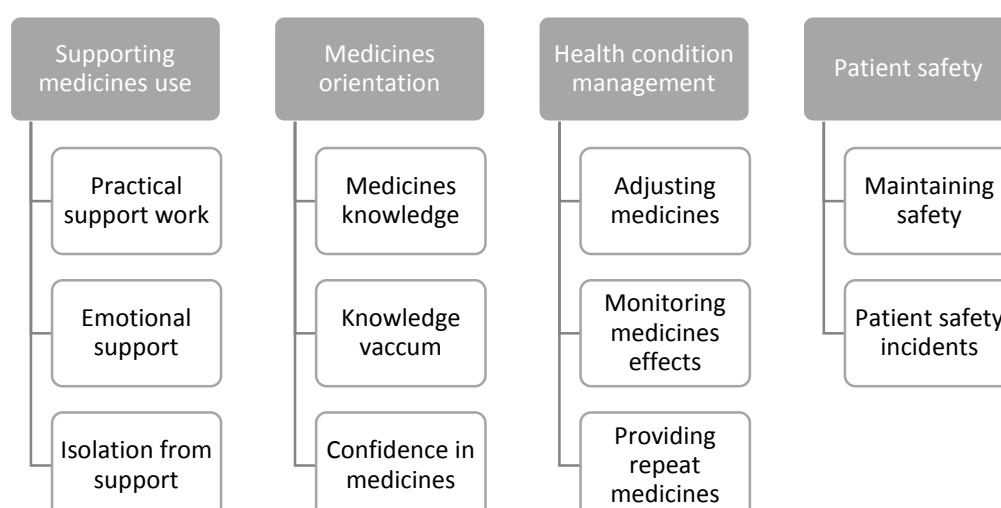 Supporting
medicines use
Practical
support work
Emotional
support
Isolation from
support
Medicines
orientation
Medicines
knowledge
Knowledge
vaccum
Confidence in
medicines
Health condition
management
Adjusting
medicines
Monitoring
medicines
effects
Providing
repeat
medicines
Patient safety
Maintaining
safety
Patient safety
incidents